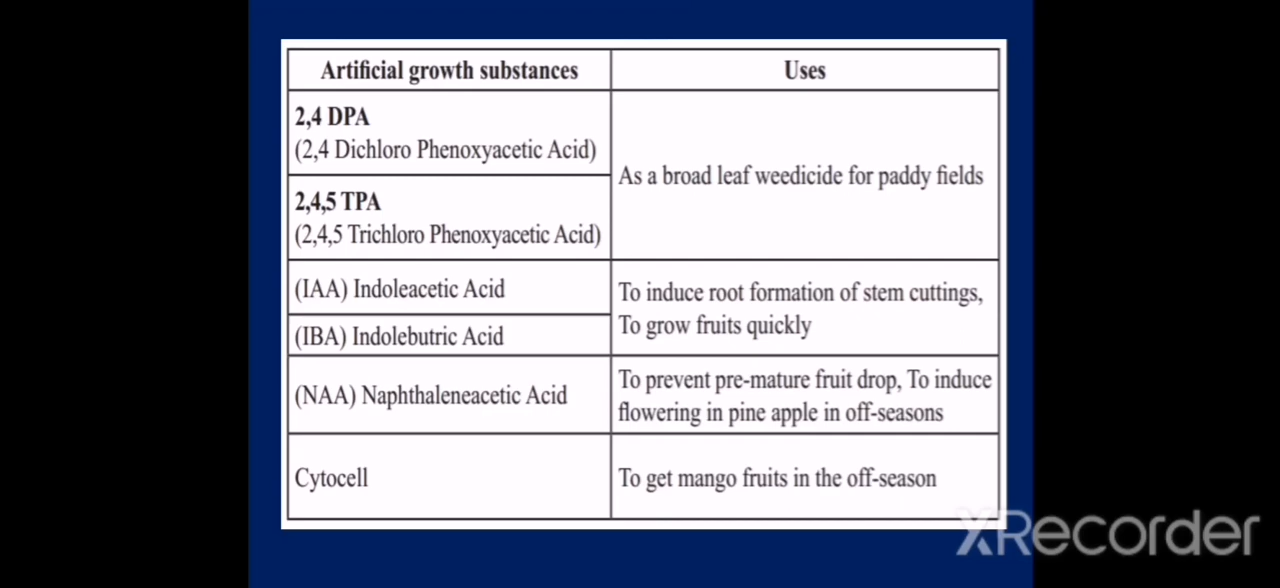 Artificial growth substances
Uses
2,4 DPA
(2,4 Dichloro Phenoxyacetic Acid)
As a broad leaf weedicide for paddy fields
2,4,5 TPA
(2,4,5 Trichloro Phenoxyacetic Acid)
(IAA) Indoleacetic Acid
(IBA) Indolebutric Acid
To induce root formation of stem cuttings,
To grow fruits quickly
(NAA) Naphthaleneacetic Acid
To prevent pre-mature fruit drop, To induce
flowering in pine apple in off-seasons
Cytocell
To get mango fruits in the off-season
XRecorder